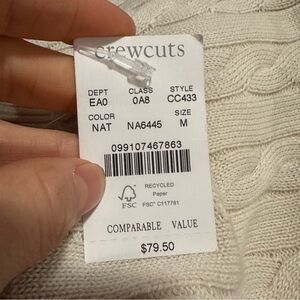 crewcuts
DEPT CLASS STYLE
EA0 0A8 CC433
COLOR SIZE
NAT NA6445 M
099107467863
RECYCLED
Paper
FSC FSC® C117781
COMPARABLE VALUE
$79.50